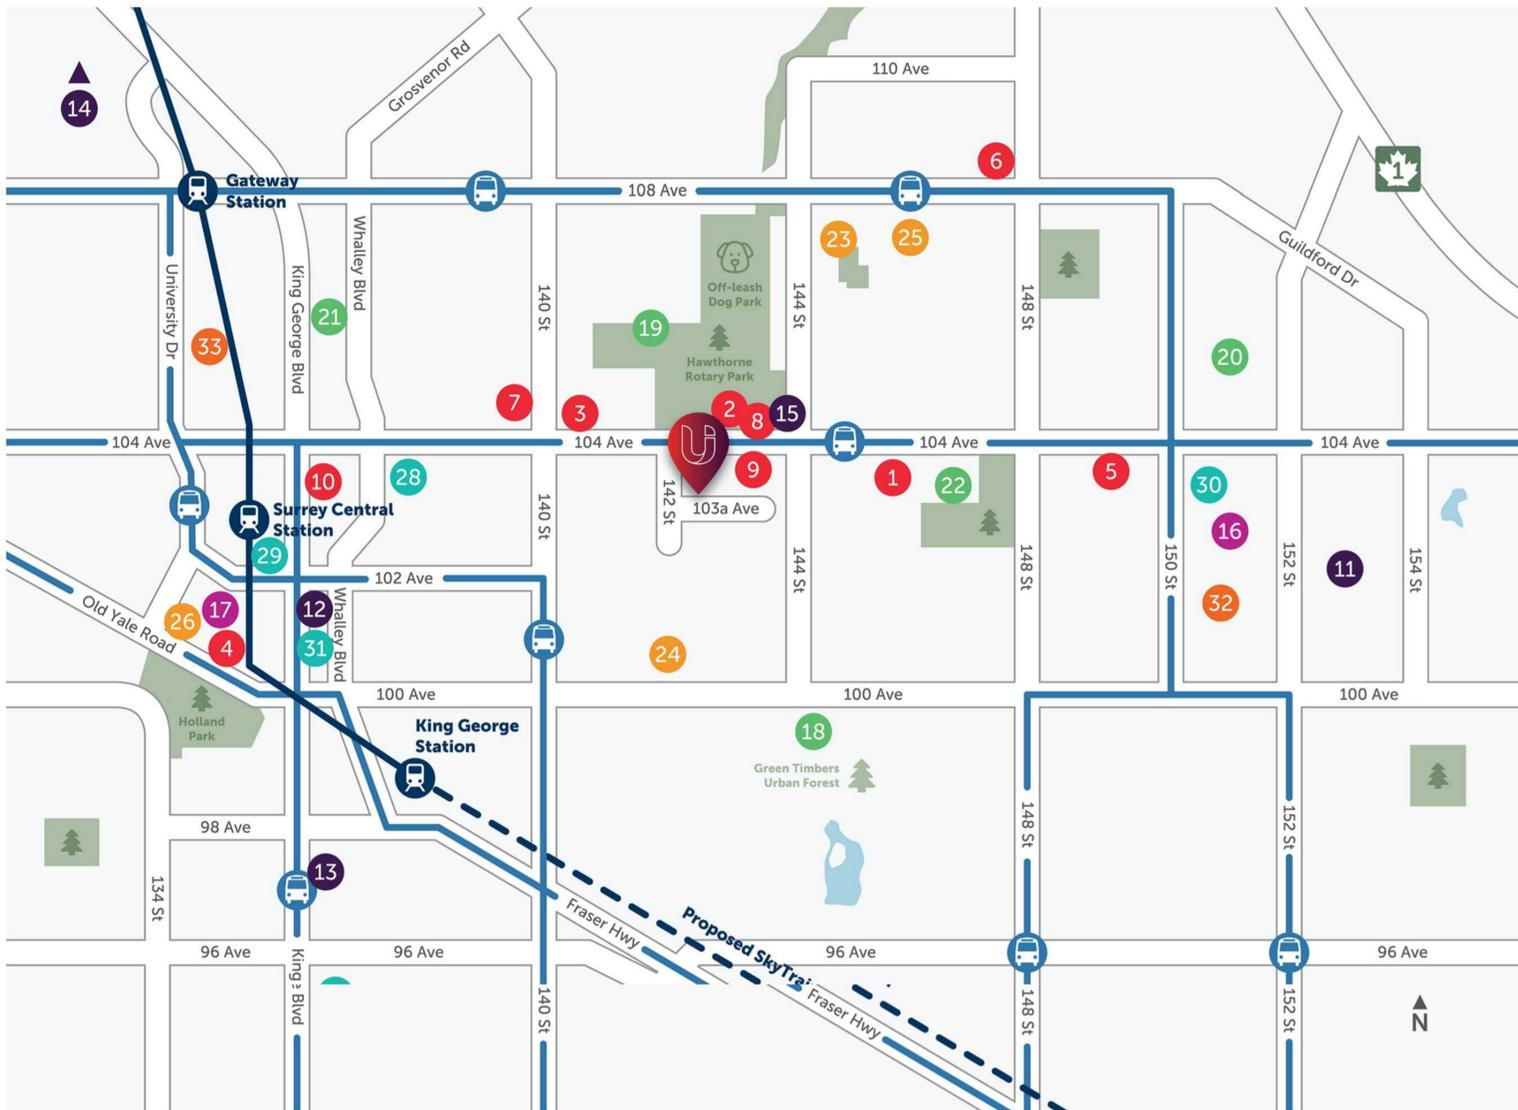 110 Ave
Grosvenor Rd
14
6
1
Gateway
Station
108 Ave
23
25
Guildford Dr
Whalley Blvd
University Dr
King George Blvd
140 St
Off-leash
Dog Park
144 St
148 St
21
19
33
Hawthorne
Rotary Park
20
7
3
2
8
15
104 Ave
104 Ave
104 Ave
104 Ave
10
28
9
1
22
5
30
142 St
103a Ave
140 St
Surrey Central
Station
16
29
144 St
148 St
150 St
152 St
11
154 St
102 Ave
Old Yale Road
26
17
12
Whalley Blvd
32
4
31
24
100 Ave
100 Ave
100 Ave
Holland
Park
King George
Station
18
Green Timbers
Urban Forest
98 Ave
148 St
152 St
13
134 St
Fraser Hwy
Proposed SkyTrai
96 Ave
96 Ave
96 Ave
96 Ave
Blvd
140 St
Fraser Hwy
148 St
152 St
N